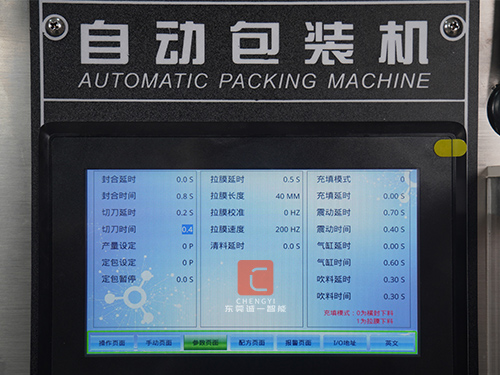 自动包装机
AUTOMATIC PACKING MACHINE
封合延时 0.0 S
封合时间 0.8 S
切刀延时 0.2 S
切刀时间 0.4
产量设定 0 P
定包设定 0 P
定包暂停 0.0 S
拉膜延时 0.5 S
拉膜长度 40 MM
拉膜校准 0 HZ
拉膜速度 200 HZ
清料延时 0.0 S
充填模式 0
充填延时 0.00 S
震动延时 0.70 S
震动时间 0.40 S
气缸延时 0.00 S
气缸时间 0.60 S
吹料延时 0.30 S
吹料时间 0.30 S
充填模式：0为横封下料
1为拉膜下料
CHENGYI
东莞诚一智能
操作页面 手动页面 参数页面 配方页面 报警页面 I/O地址 英文